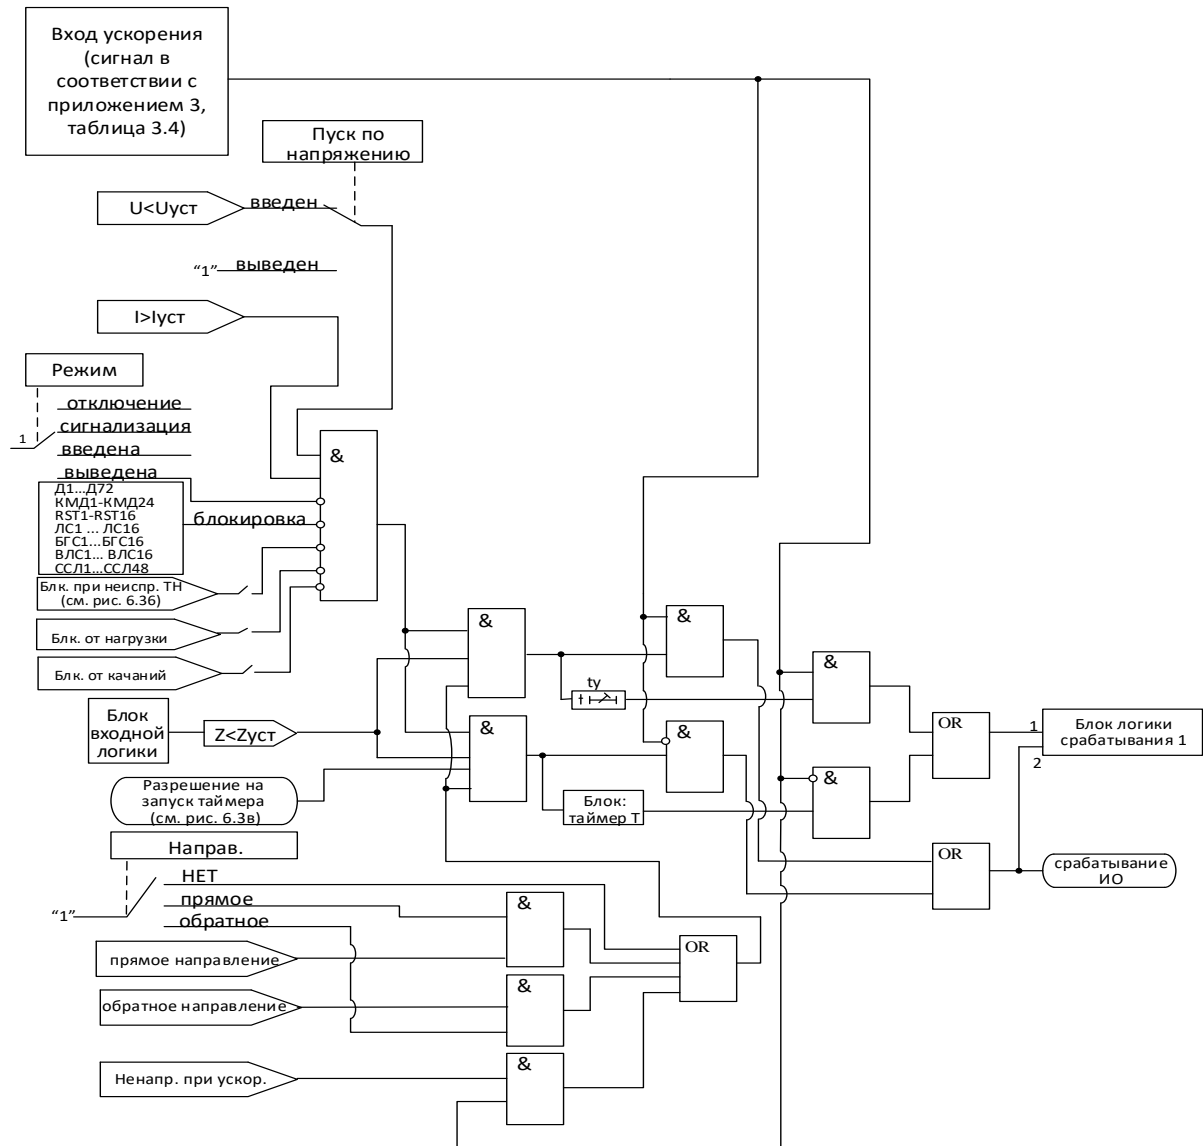 Вход ускорения
(сигнал в
соответствии с
приложением 3,
таблица 3.4)
Пуск по
напряжению
U<Uуст
введен
“1”
выведен
I>Iуст
Режим
отключение
сигнализация
1
введена
выведена
&
Д1...Д72
КМД1-КМД24
RST1-RST16
ЛС1 ... ЛС16
БГС1...БГС16
ВЛС1... ВЛС16
ССЛ1...ССЛ48
блокировка
Блк. при неиспр. ТН
(см. рис. 6.3б)
Блк. от нагрузки
Блк. от качаний
&
&
&
tу
Блок
входной
логики
Z<Zуст
&
&
OR
1
2
Блок логики
срабатывания 1
Разрешение на
запуск таймера
(см. рис. 6.3в)
Блок:
таймер T
&
Направ.
НЕТ
“1”
прямое
обратное
&
OR
срабатывание
ИО
прямое направление
OR
обратное направление
&
Ненапр. при ускор.
&